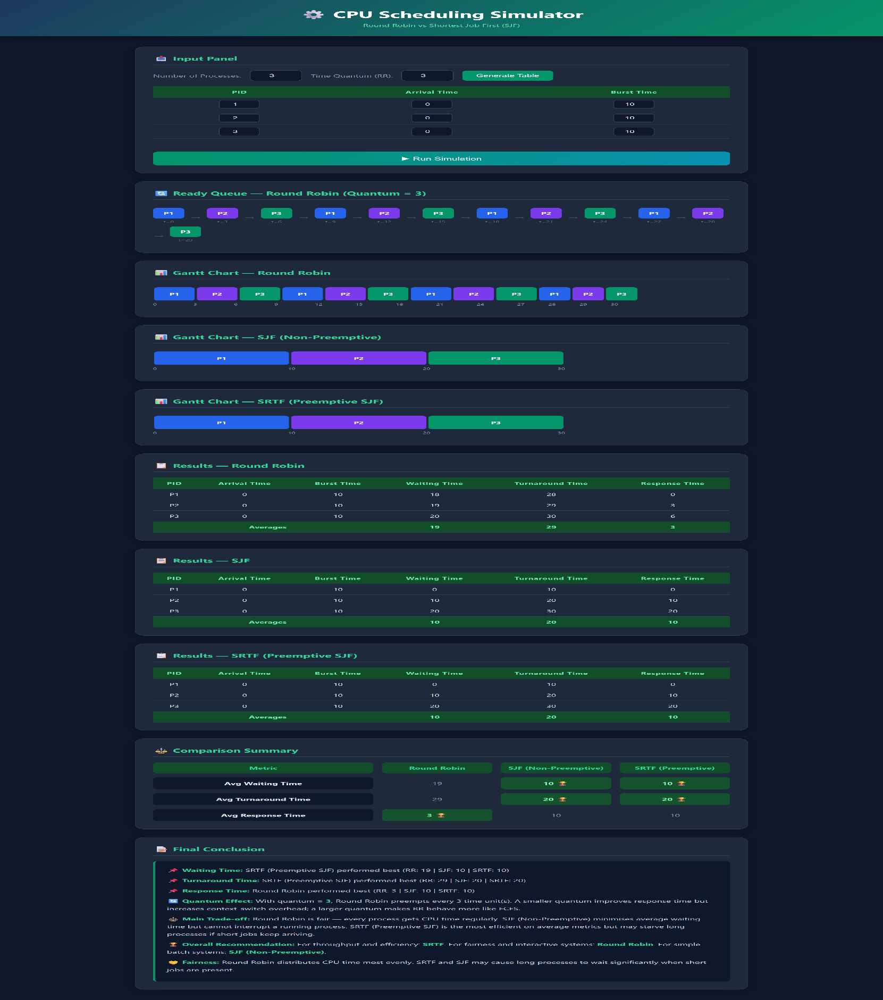 CPU Scheduling Simulator
Round Robin vs Shortest Job First (SJF)
Input Panel
Number of Processes: 3 Time Quantum (RR): 3 Generate Table
PID Arrival Time Burst Time
1 0 10
2 0 10
3 0 10
► Run Simulation
Ready Queue — Round Robin (Quantum = 3)
P1 → P2 → P3 → P1 → P2 → P3 → P1 → P2 → P3 → P1 → P2
t=0 t=3 t=6 t=9 t=12 t=15 t=18 t=21 t=24 t=27 t=28
→ P3
t=29
Gantt Chart — Round Robin
P1 P2 P3 P1 P2 P3 P1 P2 P3 P1 P2 P3
0 3 6 9 12 15 18 21 24 27 28 29 30
Gantt Chart — SJF (Non-Preemptive)
P1 P2 P3
0 10 20 30
Gantt Chart — SRTF (Preemptive SJF)
P1 P2 P3
0 10 20 30
Results — Round Robin
PID Arrival Time Burst Time Waiting Time Turnaround Time Response Time
P1 0 10 18 28 0
P2 0 10 19 29 3
P3 0 10 20 30 6
Averages 19 29 3
Results — SJF
PID Arrival Time Burst Time Waiting Time Turnaround Time Response Time
P1 0 10 0 10 0
P2 0 10 10 20 10
P3 0 10 20 30 20
Averages 10 20 10
Results — SRTF (Preemptive SJF)
PID Arrival Time Burst Time Waiting Time Turnaround Time Response Time
P1 0 10 0 10 0
P2 0 10 10 20 10
P3 0 10 20 30 20
Averages 10 20 10
Comparison Summary
Metric Round Robin SJF (Non-Preemptive) SRTF (Preemptive)
Avg Waiting Time 19 10 🏆 10 🏆
Avg Turnaround Time 29 20 🏆 20 🏆
Avg Response Time 3 🏆 10 10
Final Conclusion
Waiting Time: SRTF (Preemptive SJF) performed best (RR: 19 | SJF: 10 | SRTF: 10)
Turnaround Time: SRTF (Preemptive SJF) performed best (RR: 29 | SJF: 20 | SRTF: 20)
Response Time: Round Robin performed best (RR: 3 | SJF: 10 | SRTF: 10)
Quantum Effect: With quantum = 3, Round Robin preempts every 3 time unit(s). A smaller quantum improves response time but
increases context-switch overhead; a larger quantum makes RR behave more like FCFS.
Main Trade-off: Round Robin is fair — every process gets CPU time regularly. SJF (Non-Preemptive) minimises average waiting
time but cannot interrupt a running process. SRTF (Preemptive SJF) is the most efficient on average metrics but may starve long
processes if short jobs keep arriving.
Overall Recommendation: For throughput and efficiency: SRTF. For fairness and interactive systems: Round Robin. For simple
batch systems: SJF (Non-Preemptive).
Fairness: Round Robin distributes CPU time most evenly. SRTF and SJF may cause long processes to wait significantly when short
jobs are present.